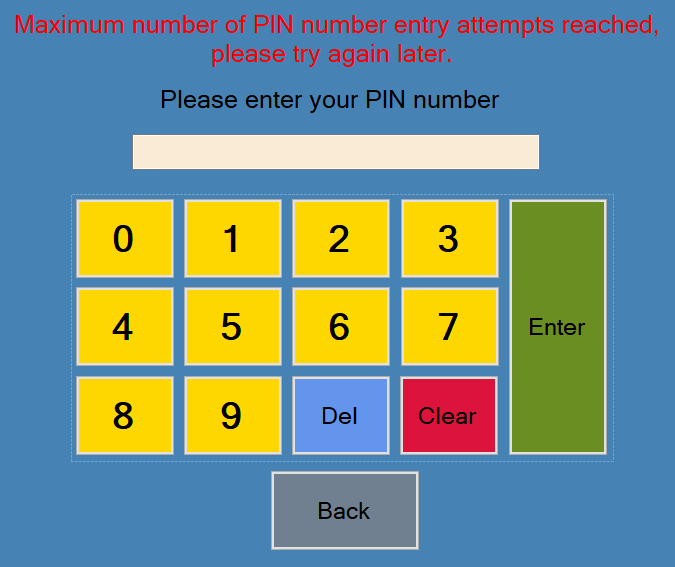 Maximum number of PIN number entry attempts reached,
please try again later.
Please enter your PIN number
0 1 2 3
4 5 6 7 Enter
8 9 Del Clear
Back